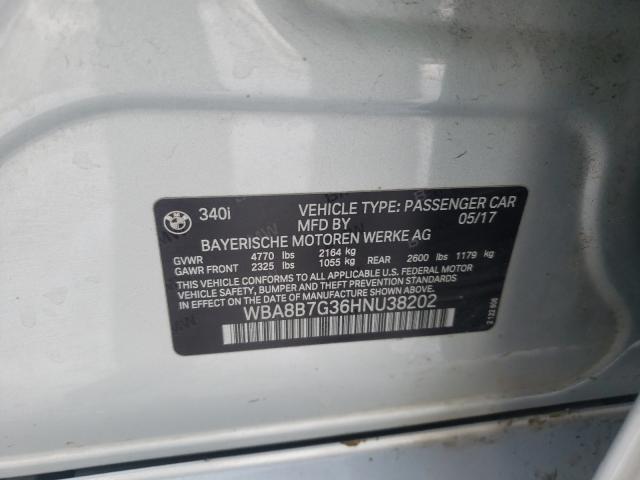 340i VEHICLE TYPE: PASSENGER CAR
MFD BY 05/17
BAYERISCHE MOTOREN WERKE AG
GVWR 4770 lbs 2164 kg
GAWR FRONT 2325 lbs 1055 kg REAR 2600 lbs 1179 kg
THIS VEHICLE CONFORMS TO ALL APPLICABLE U.S. FEDERAL MOTOR
VEHICLE SAFETY, BUMPER AND THEFT PREVENTION STANDARDS IN
EFFECT ON THE DATE OF MANUFACTURE SHOWN ABOVE.
WBA8B7G36HNU38202